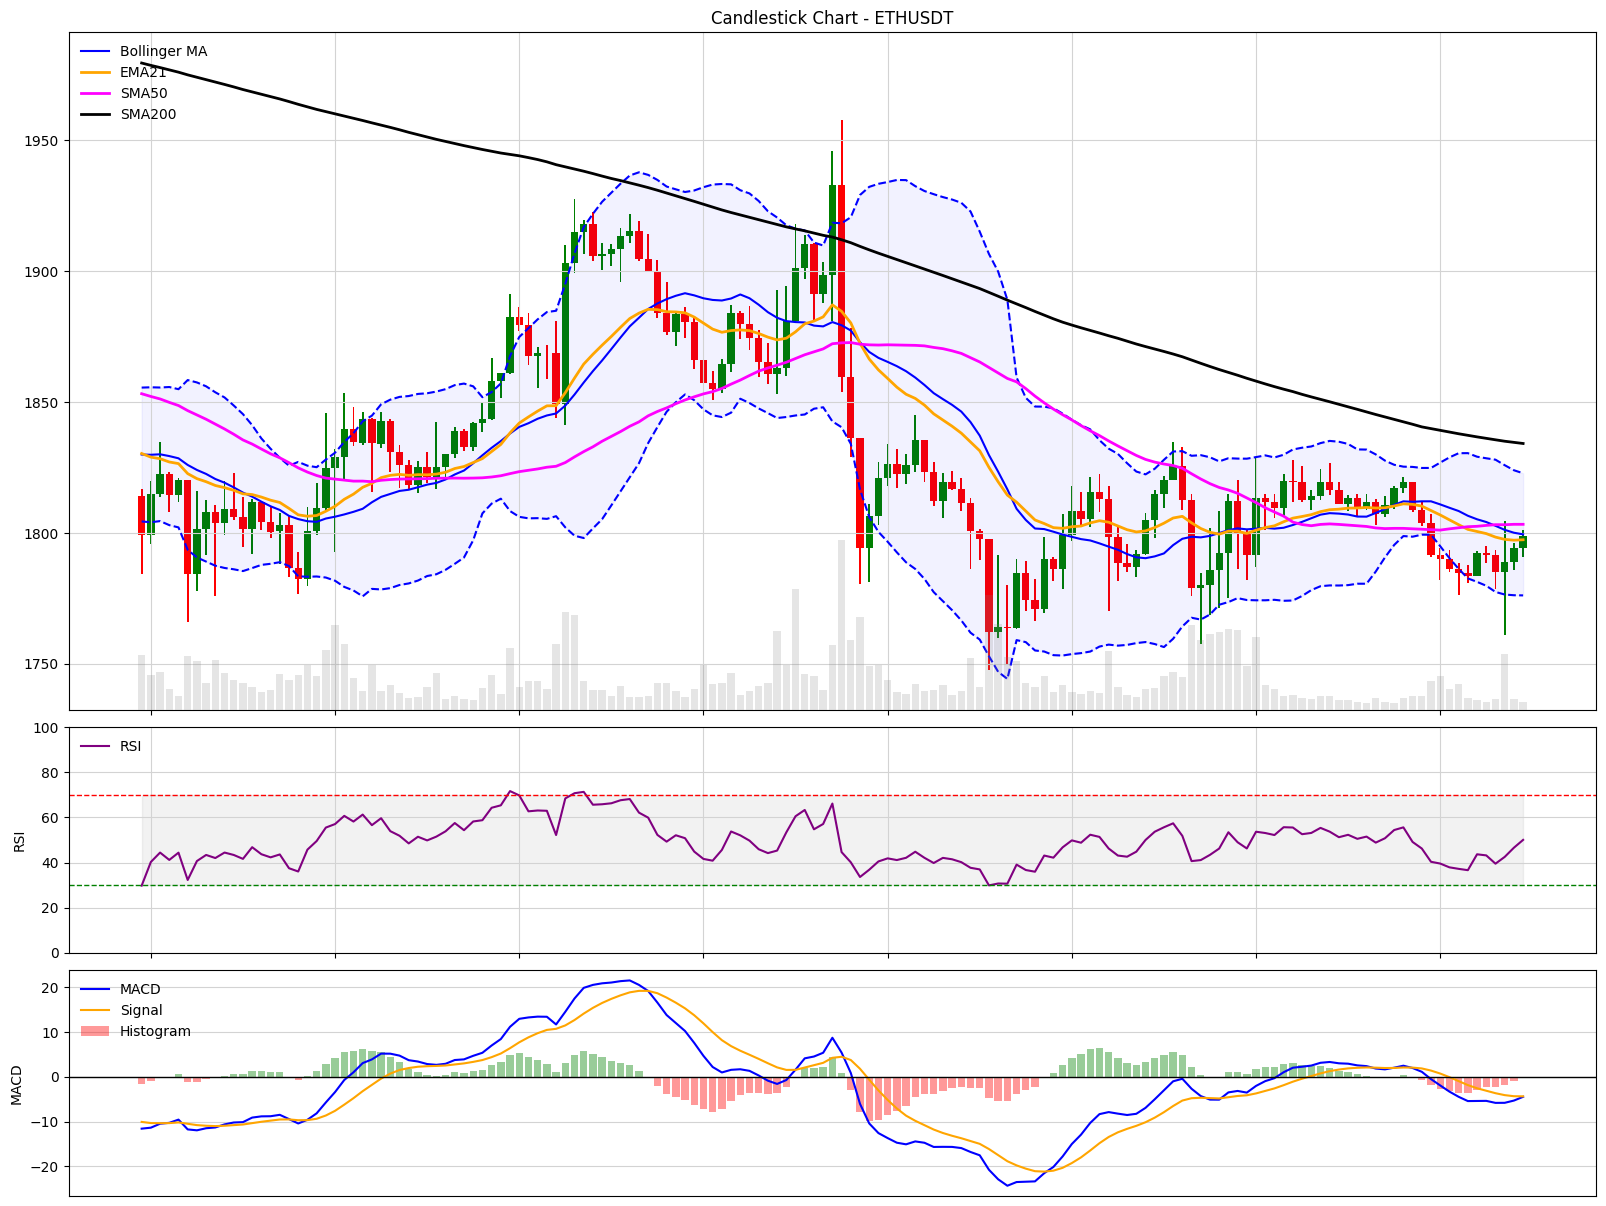 Candlestick Chart - ETHUSDT
Bollinger MA
EMA21
SMA50
SMA200
1950
1900
1850
1800
1750
100
RSI
80
60
RSI
40
20
0
20
MACD
Signal
10
Histogram
0
MACD
−10
−20